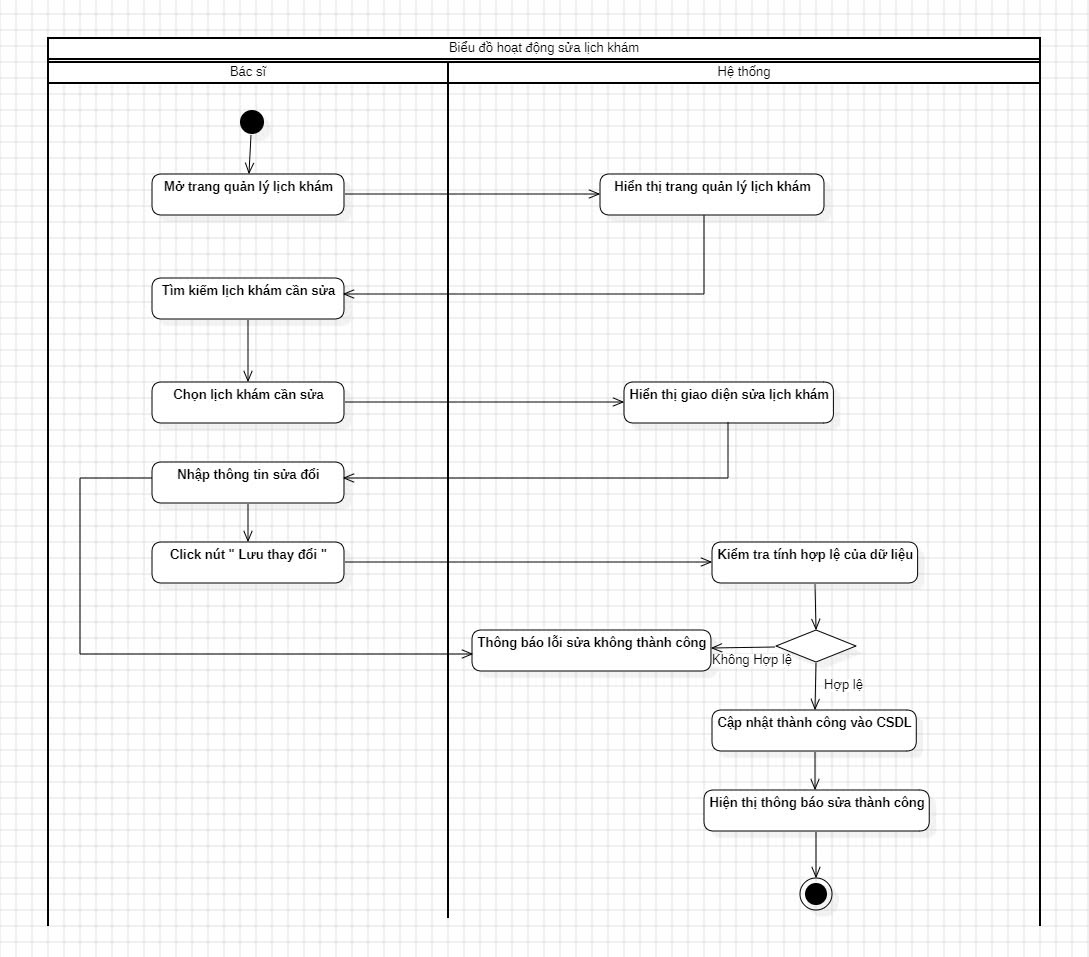 Biểu đồ hoạt động sửa lịch khám
Bác sĩ
Hệ thống
Mở trang quản lý lịch khám
Hiển thị trang quản lý lịch khám
Tìm kiếm lịch khám cần sửa
Chọn lịch khám cần sửa
Hiển thị giao diện sửa lịch khám
Nhập thông tin sửa đổi
Click nút " Lưu thay đổi "
Kiểm tra tính hợp lệ của dữ liệu
Thông báo lỗi sửa không thành công
Không Hợp lệ
Hợp lệ
Cập nhật thành công vào CSDL
Hiện thị thông báo sửa thành công